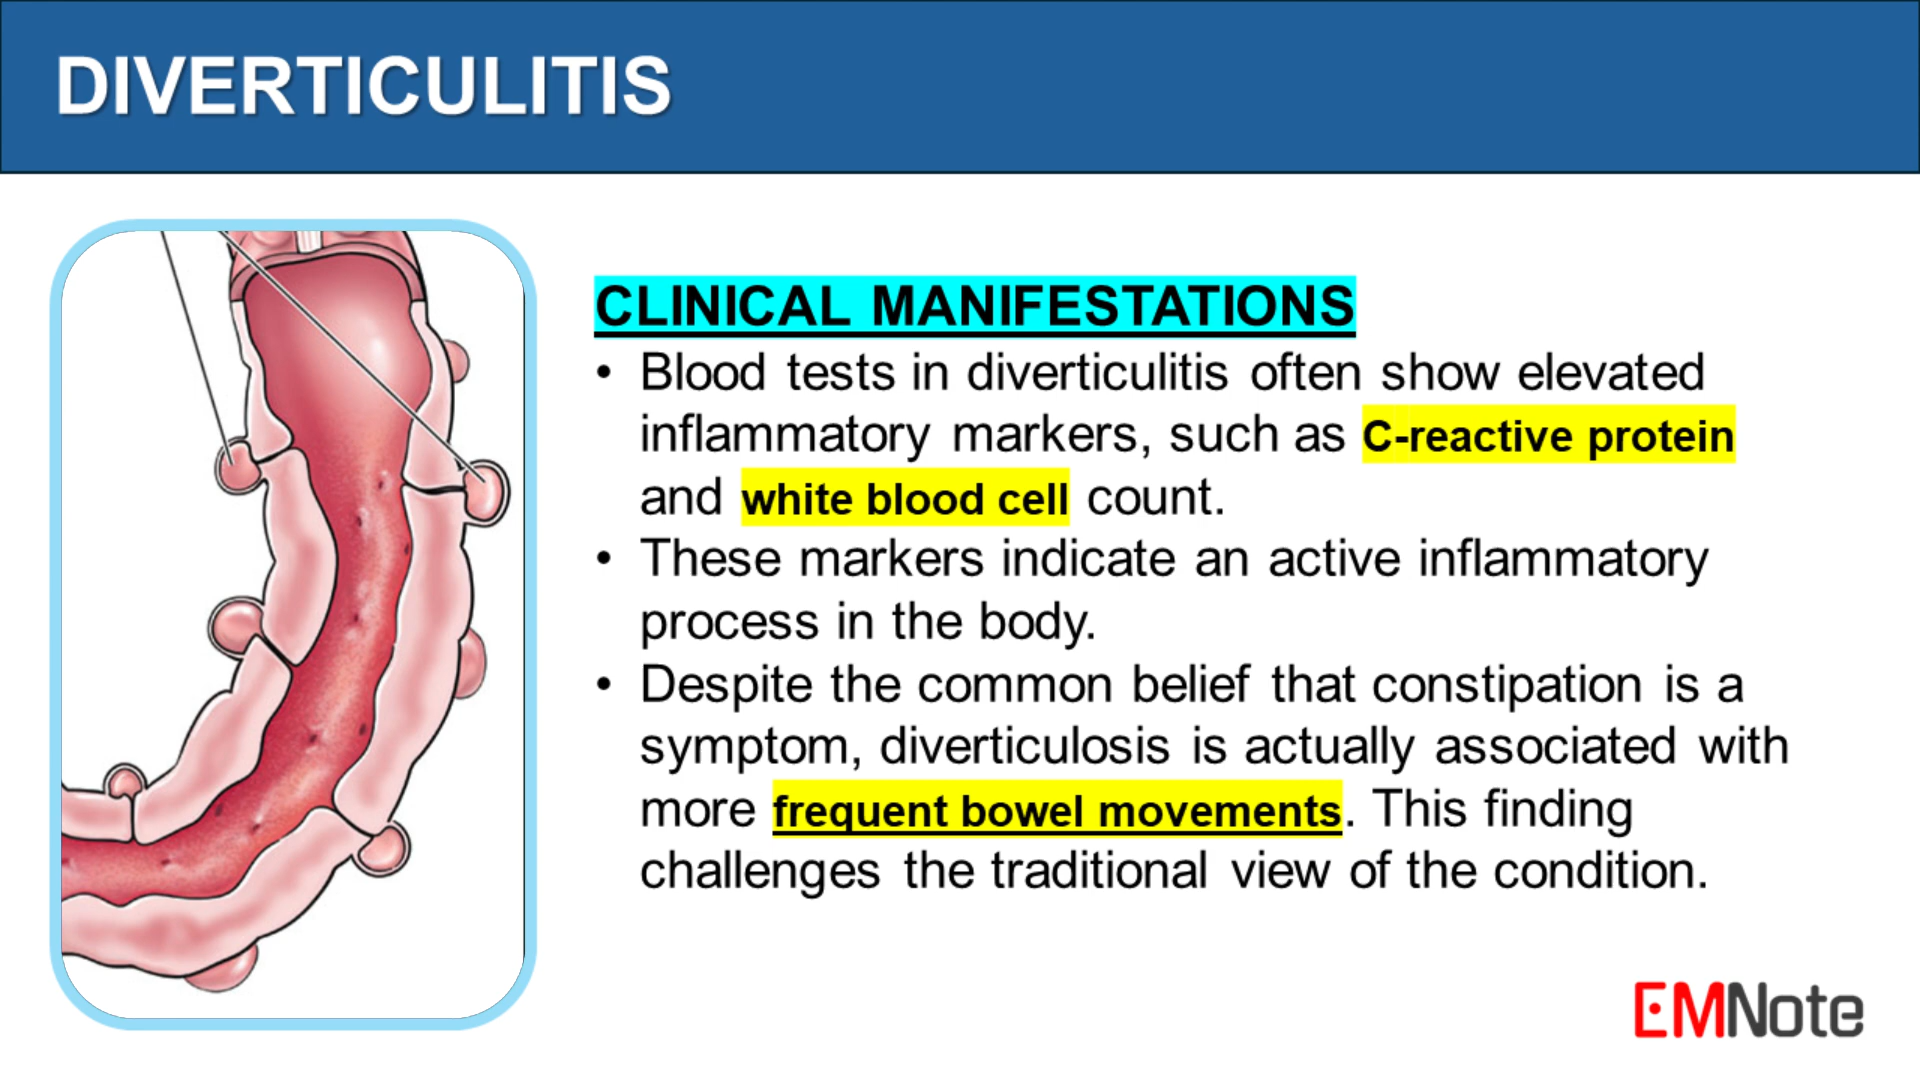 DIVERTICULITIS
CLINICAL MANIFESTATIONS
• Blood tests in diverticulitis often show elevated
inflammatory markers, such as C-reactive protein
and white blood cell count.
• These markers indicate an active inflammatory
process in the body.
• Despite the common belief that constipation is a
symptom, diverticulosis is actually associated with
more frequent bowel movements. This finding
challenges the traditional view of the condition.
EMNote